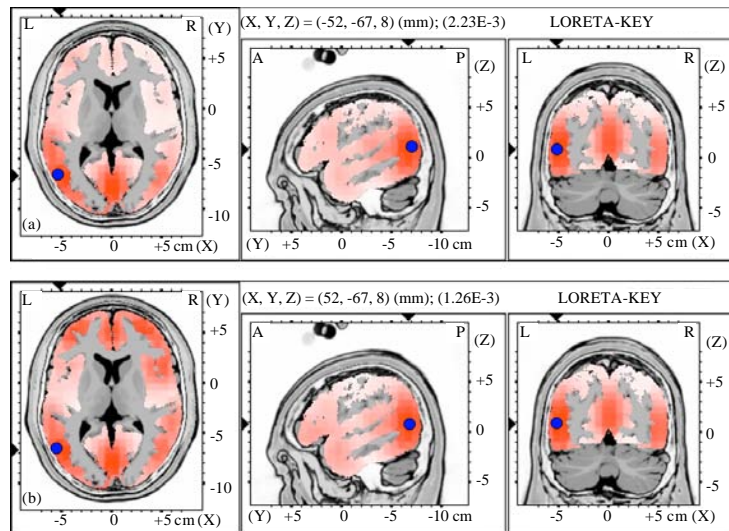 (X, Y, Z) = (-52, -67, 8) (mm); (2.23E-3) LORETA-KEY
L R (Y) A P (Z) L R (Z)
+5 0 -5 -10
+5 0 -5
+5 0 -5
(a)
-5 0 +5 cm (X) (Y) +5 0 -5 -10 cm -5 0 +5 cm (X)
(X, Y, Z) = (52, -67, 8) (mm); (1.26E-3) LORETA-KEY
L R (Y) A P (Z) L R (Z)
+5 0 -5 -10
+5 0 -5
+5 0 -5
(b)
-5 0 +5 cm (X) (Y) +5 0 -5 -10 cm -5 0 +5 cm (X)